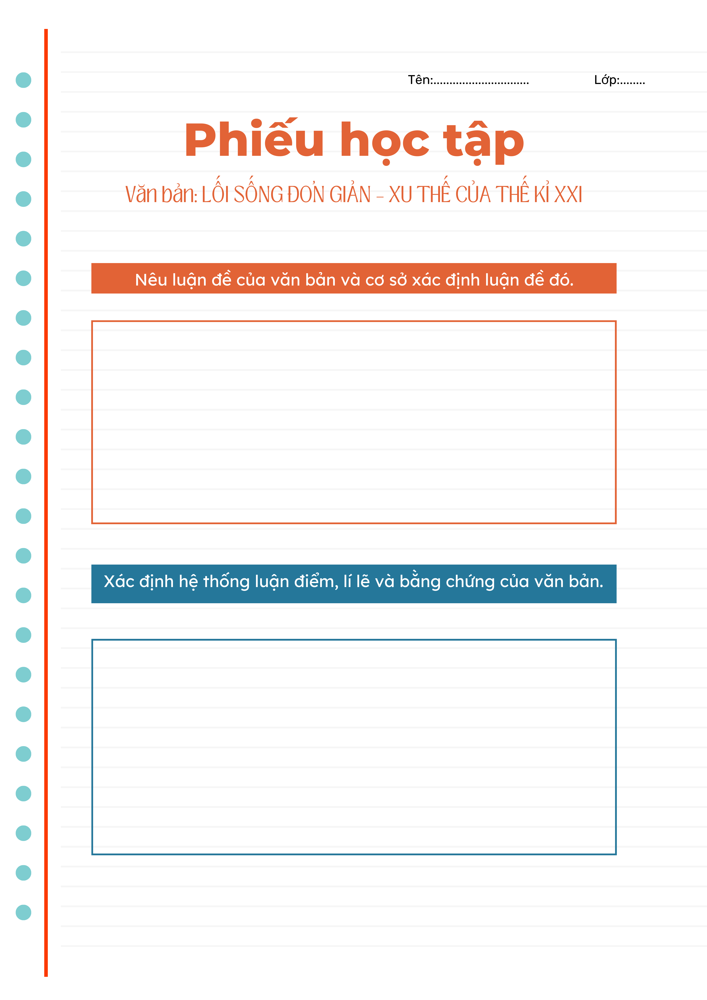 Tên:.............................. Lớp:........
Phiếu học tập
Văn bản: LỐI SỐNG ĐƠN GIẢN – XU THẾ CỦA THẾ KỈ XXI
Nêu luận đề của văn bản và cơ sở xác định luận đề đó.
Xác định hệ thống luận điểm, lí lẽ và bằng chứng của văn bản.